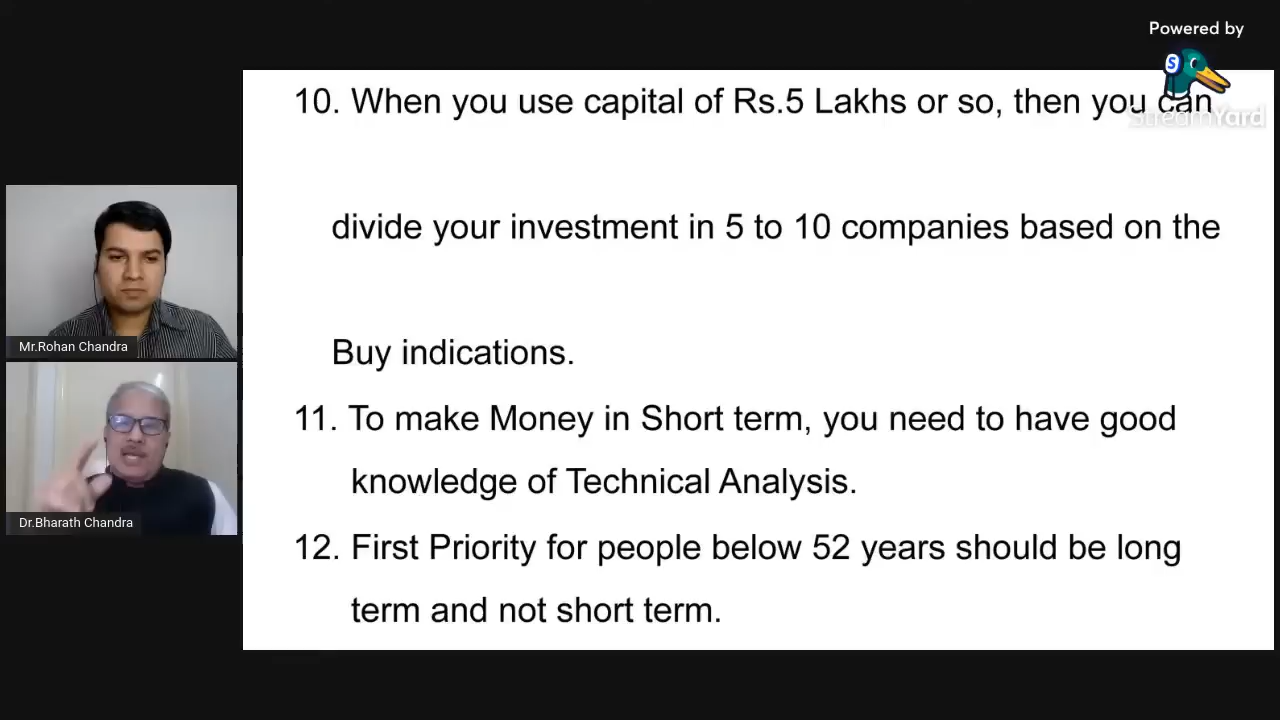 Powered by
S
StreamYard
10. When you use capital of Rs.5 Lakhs or so, then you can
divide your investment in 5 to 10 companies based on the
Buy indications.
11. To make Money in Short term, you need to have good
knowledge of Technical Analysis.
12. First Priority for people below 52 years should be long
term and not short term.
Mr.Rohan Chandra
Dr.Bharath Chandra